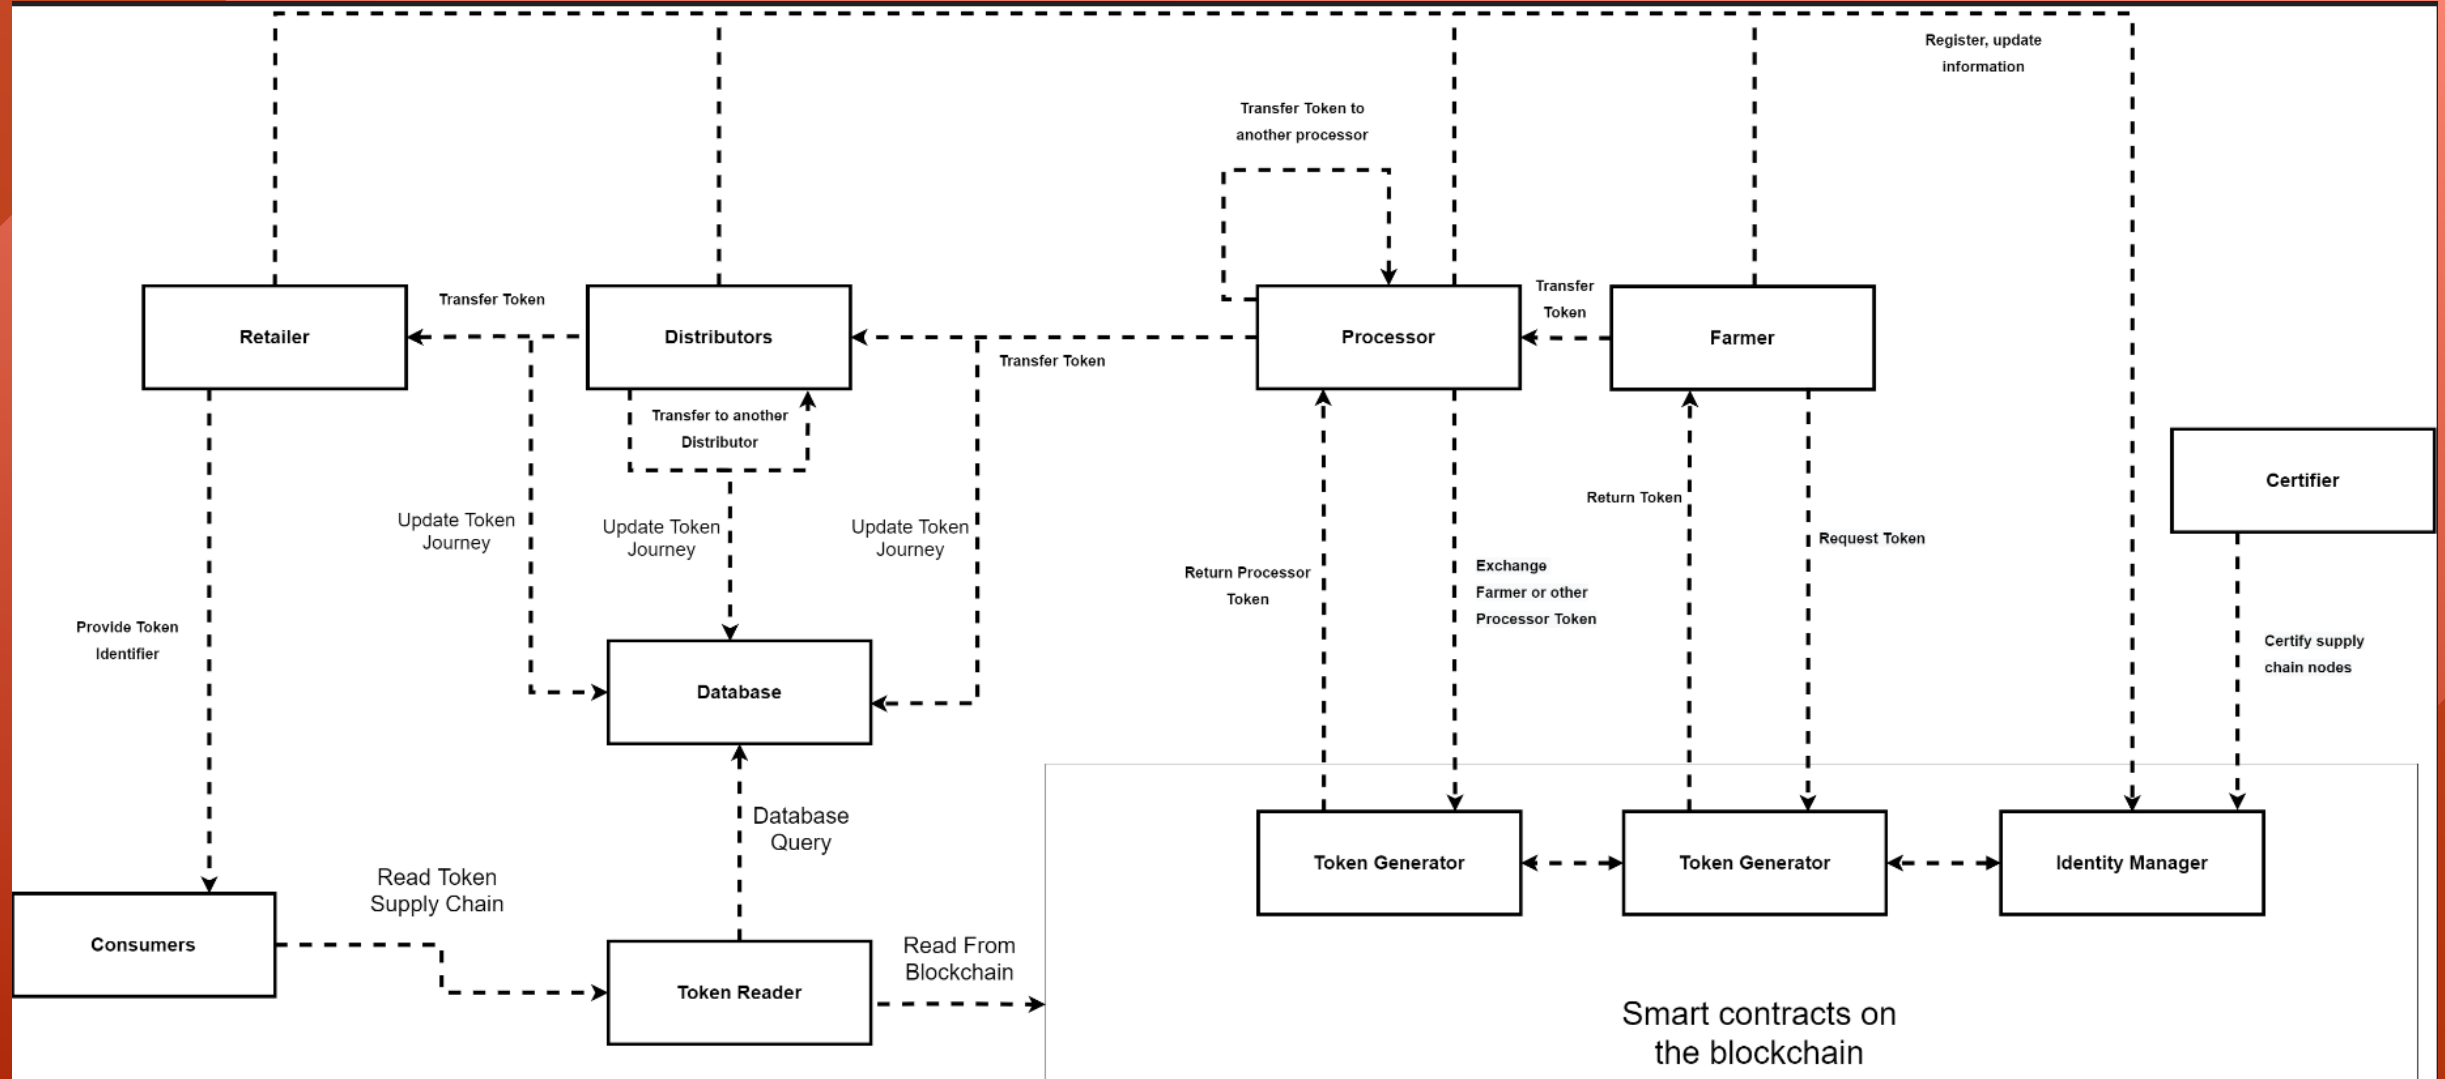 Register, update
information
Transfer Token to
another processor
Transfer Token
Transfer
Token
Retailer
Distributors
Processor
Farmer
Transfer Token
Transfer to another
Distributor
Certifier
Update Token
Journey
Update Token
Journey
Update Token
Journey
Return Token
Request Token
Return Processor
Token
Exchange
Farmer or other
Processor Token
Provide Token
Identifier
Certify supply
chain nodes
Database
Database
Query
Token Generator
Token Generator
Identity Manager
Read Token
Supply Chain
Consumers
Read From
Blockchain
Token Reader
Smart contracts on
the blockchain